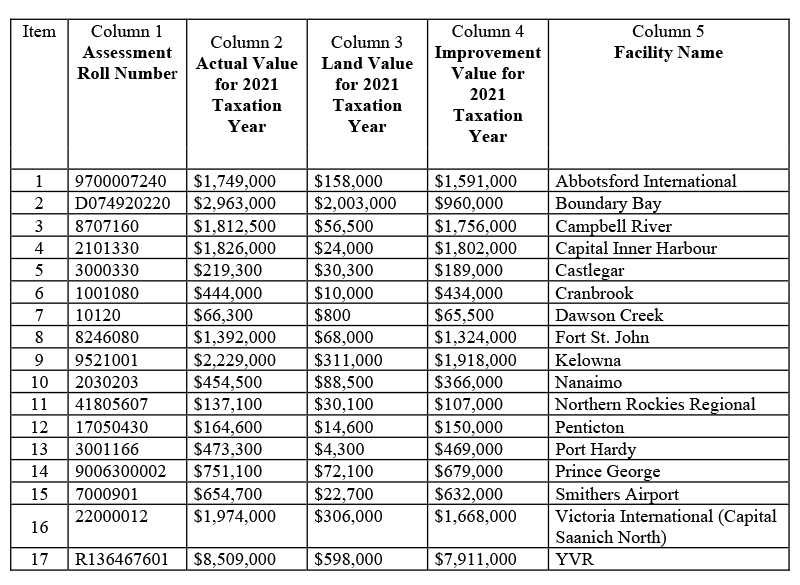 Item Column 1 Column 2 Column 3 Column 4 Column 5
Assessment Roll Number Actual Value for 2021 Taxation Year Land Value for 2021 Taxation Year Improvement Value for 2021 Taxation Year Facility Name
1 9700007240 $1,749,000 $158,000 $1,591,000 Abbotsford International
2 D074920220 $2,963,000 $2,003,000 $960,000 Boundary Bay
3 8707160 $1,812,500 $56,500 $1,756,000 Campbell River
4 2101330 $1,826,000 $24,000 $1,802,000 Capital Inner Harbour
5 3000330 $219,300 $30,300 $189,000 Castlegar
6 1001080 $444,000 $10,000 $434,000 Cranbrook
7 10120 $66,300 $800 $65,500 Dawson Creek
8 8246080 $1,392,000 $68,000 $1,324,000 Fort St. John
9 9521001 $2,229,000 $311,000 $1,918,000 Kelowna
10 2030203 $454,500 $88,500 $366,000 Nanaimo
11 41805607 $137,100 $30,100 $107,000 Northern Rockies Regional
12 17050430 $164,600 $14,600 $150,000 Penticton
13 3001166 $473,300 $4,300 $469,000 Port Hardy
14 9006300002 $751,100 $72,100 $679,000 Prince George
15 7000901 $654,700 $22,700 $632,000 Smithers Airport
16 22000012 $1,974,000 $306,000 $1,668,000 Victoria International (Capital
Saanich North)
17 R136467601 $8,509,000 $598,000 $7,911,000 YVR